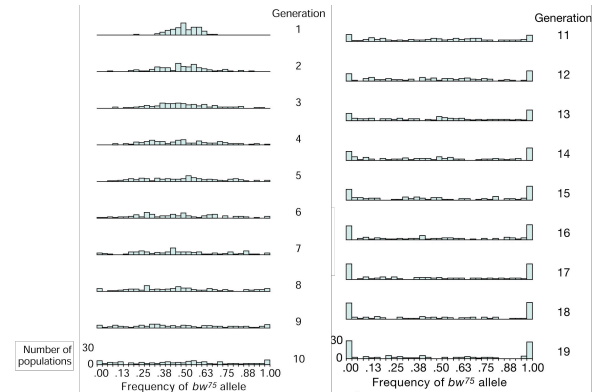 Generation
1
2
3
4
5
6
7
8
9
10
Number of
populations
30
0
.00 .13 .25 .38 .50 .63 .75 .88 1.00
Frequency of bw75 allele
Generation
11
12
13
14
15
16
17
18
19
30
0
.00 .13 .25 .38 .50 .63 .75 .88 1.00
Frequency of bw75 allele